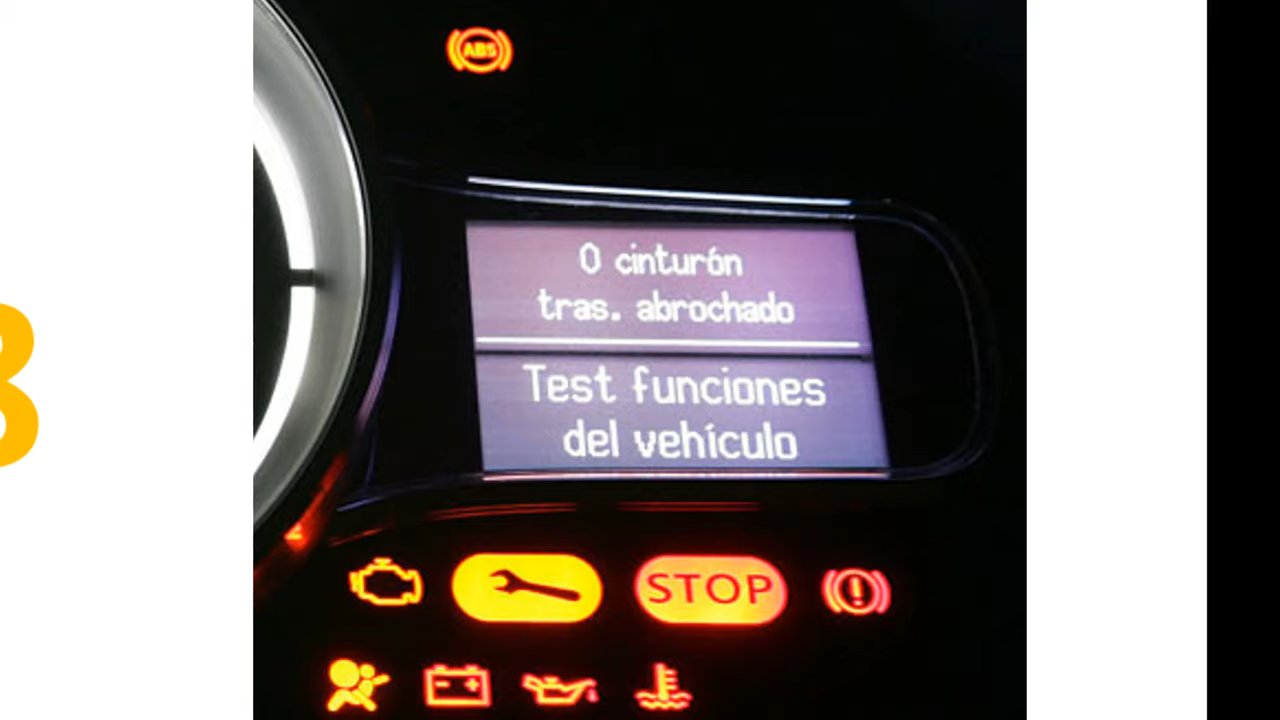 ABS
0 cinturón
tras. abrochado
Test funciones
del vehículo
STOP